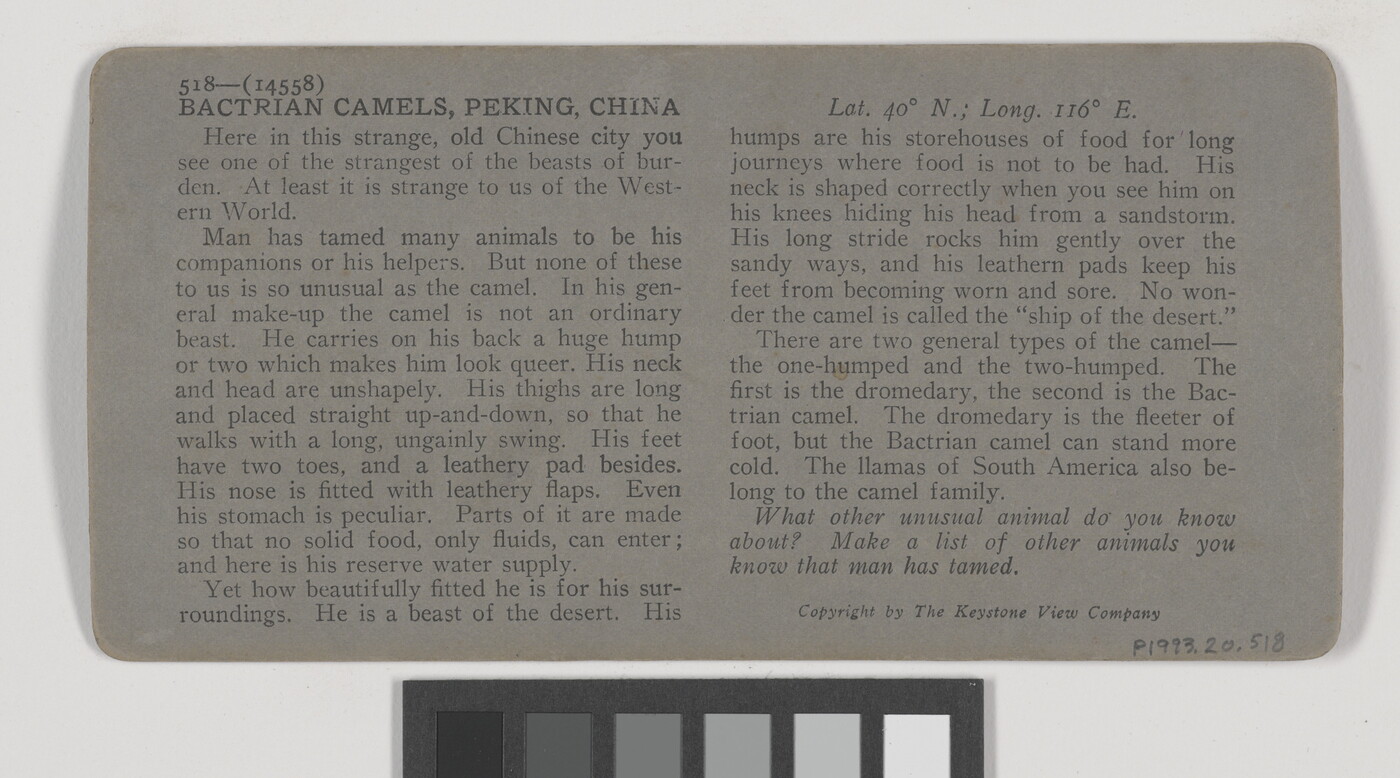 518—(14558)
BACTRIAN CAMELS, PEKING, CHINA
Here in this strange, old Chinese city you
see one of the strangest of the beasts of bur-
den. At least it is strange to us of the West-
ern World.
Man has tamed many animals to be his
companions or his helpers. But none of these
to us is so unusual as the camel. In his gen-
eral make-up the camel is not an ordinary
beast. He carries on his back a huge hump
or two which makes him look queer. His neck
and head are unshapely. His thighs are long
and placed straight up-and-down, so that he
walks with a long, ungainly swing. His feet
have two toes, and a leathery pad besides.
His nose is fitted with leathery flaps. Even
his stomach is peculiar. Parts of it are made
so that no solid food, only fluids, can enter;
and here is his reserve water supply.
Yet how beautifully fitted he is for his sur-
roundings. He is a beast of the desert. His
Lat. 40° N.; Long. 116° E.
humps are his storehouses of food for long
journeys where food is not to be had. His
neck is shaped correctly when you see him on
his knees hiding his head from a sandstorm.
His long stride rocks him gently over the
sandy ways, and his leathern pads keep his
feet from becoming worn and sore. No won-
der the camel is called the “ship of the desert.”
There are two general types of the camel—
the one-humped and the two-humped. The
first is the dromedary, the second is the Bac-
trian camel. The dromedary is the fleeter of
foot, but the Bactrian camel can stand more
cold. The llamas of South America also be-
long to the camel family.
What other unusual animal do you know
about? Make a list of other animals you
know that man has tamed.
Copyright by The Keystone View Company
P1993.20.518